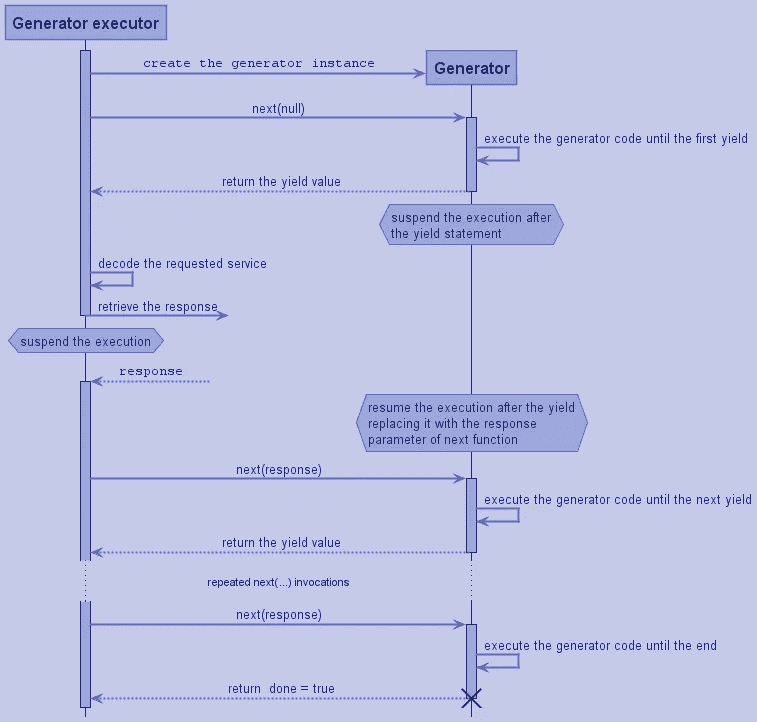 Generator executor
create the generator instance
Generator
next(null)
execute the generator code until the first yield
return the yield value
suspend the execution after
the yield statement
decode the requested service
retrieve the response
suspend the execution
response
resume the execution after the yield
replacing it with the response
parameter of next function
next(response)
execute the generator code until the next yield
return the yield value
repeated next(...) invocations
next(response)
execute the generator code until the end
return done = true